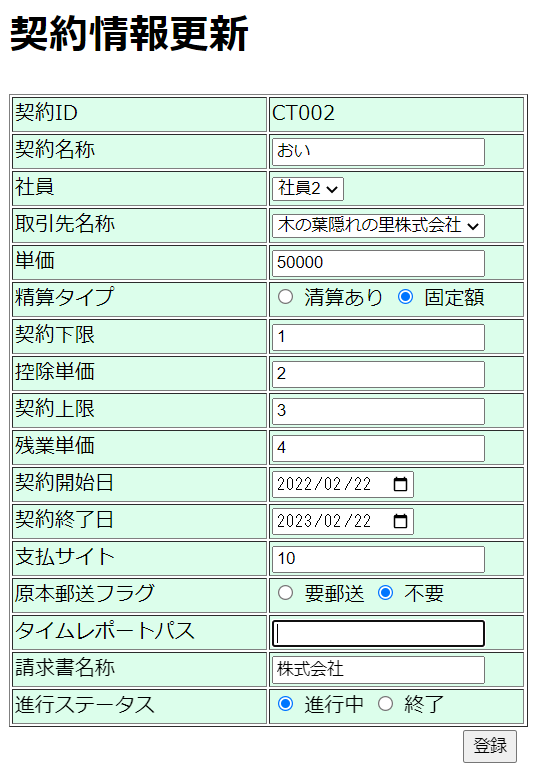 契約情報更新
契約ID CT002
契約名称 おい
社員 社員2
取引先名称 木の葉隠れの里株式会社
単価 50000
精算タイプ 清算あり 固定額
契約下限 1
控除単価 2
契約上限 3
残業単価 4
契約開始日 2022/02/22
契約終了日 2023/02/22
支払サイト 10
原本郵送フラグ 要郵送 不要
タイムレポートパス
請求書名称 株式会社
進行ステータス 進行中 終了
登録